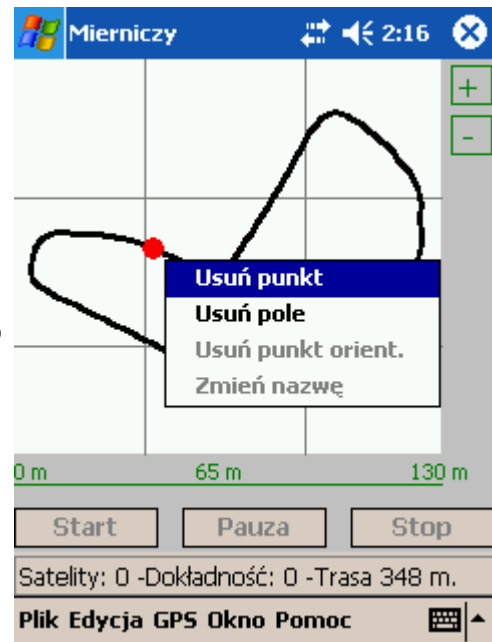 Mierniczy 2:16
+
-
Usuń punkt
Usuń pole
Usuń punkt orient.
Zmień nazwę
0 m 65 m 130 m
Start Pauza Stop
Satelity: 0 -Dokładność: 0 -Trasa 348 m.
Plik Edycja GPS Okno Pomoc